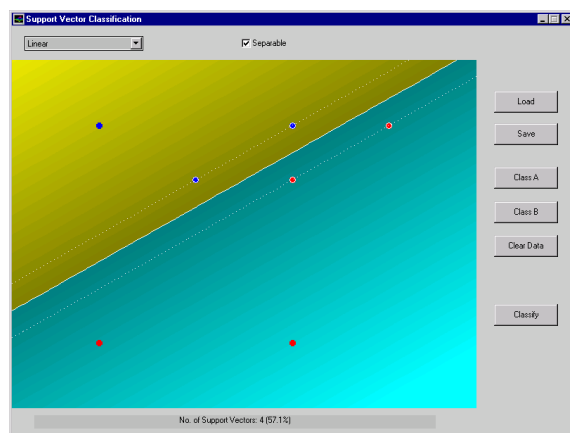 Support Vector Classification
Linear
Separable
Load
Save
Class A
Class B
Clear Data
Classify
No. of Support Vectors: 4 (57.1%)